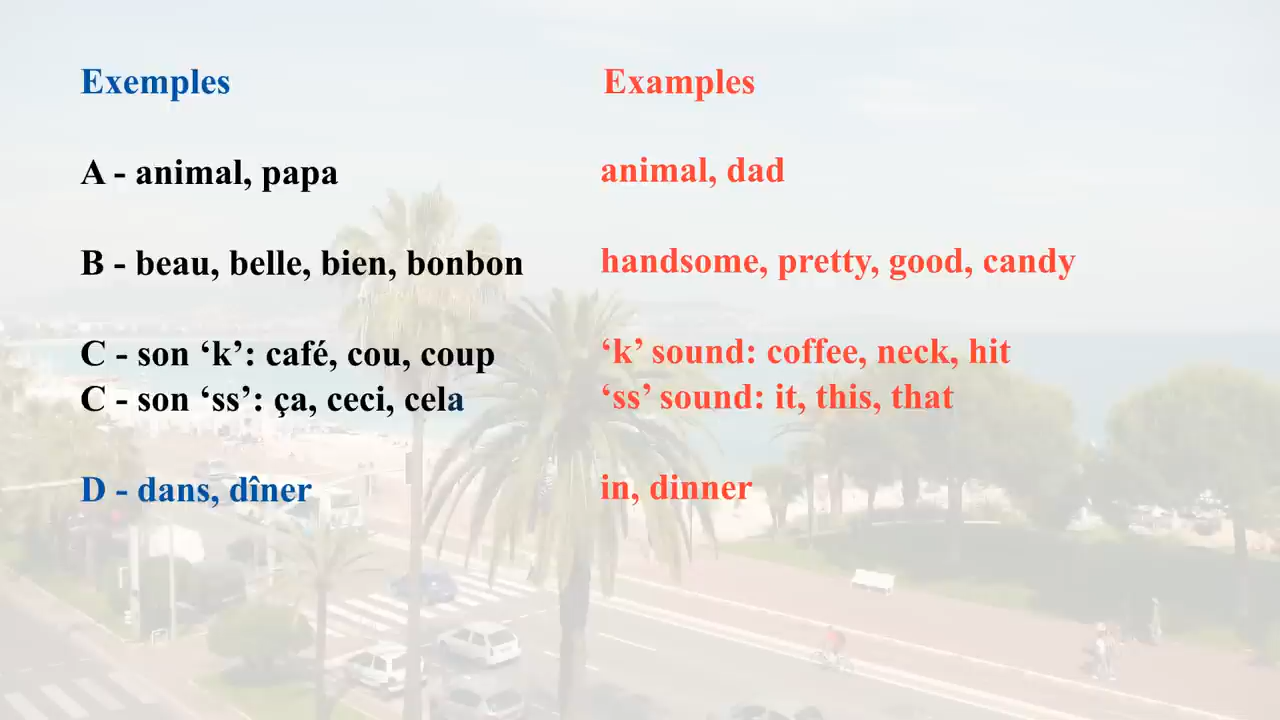 Exemples
Examples
A - animal, papa
animal, dad
B - beau, belle, bien, bonbon
handsome, pretty, good, candy
C - son ‘k’: café, cou, coup
‘k’ sound: coffee, neck, hit
C - son ‘ss’: ça, ceci, cela
‘ss’ sound: it, this, that
D - dans, dîner
in, dinner